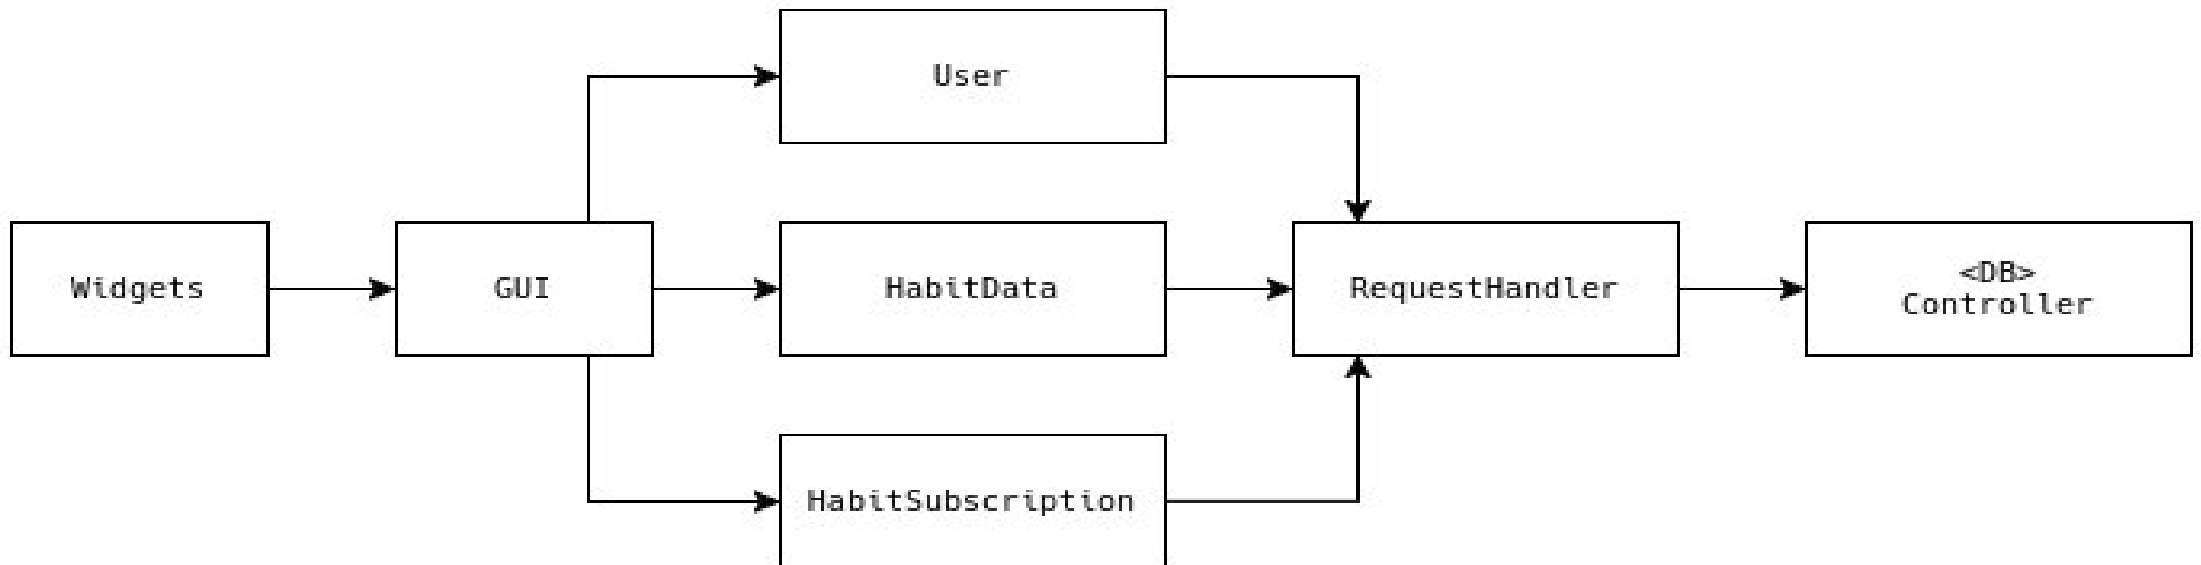 User
Widgets
GUI
HabitData
RequestHandler
<DB>
Controller
HabitSubscription